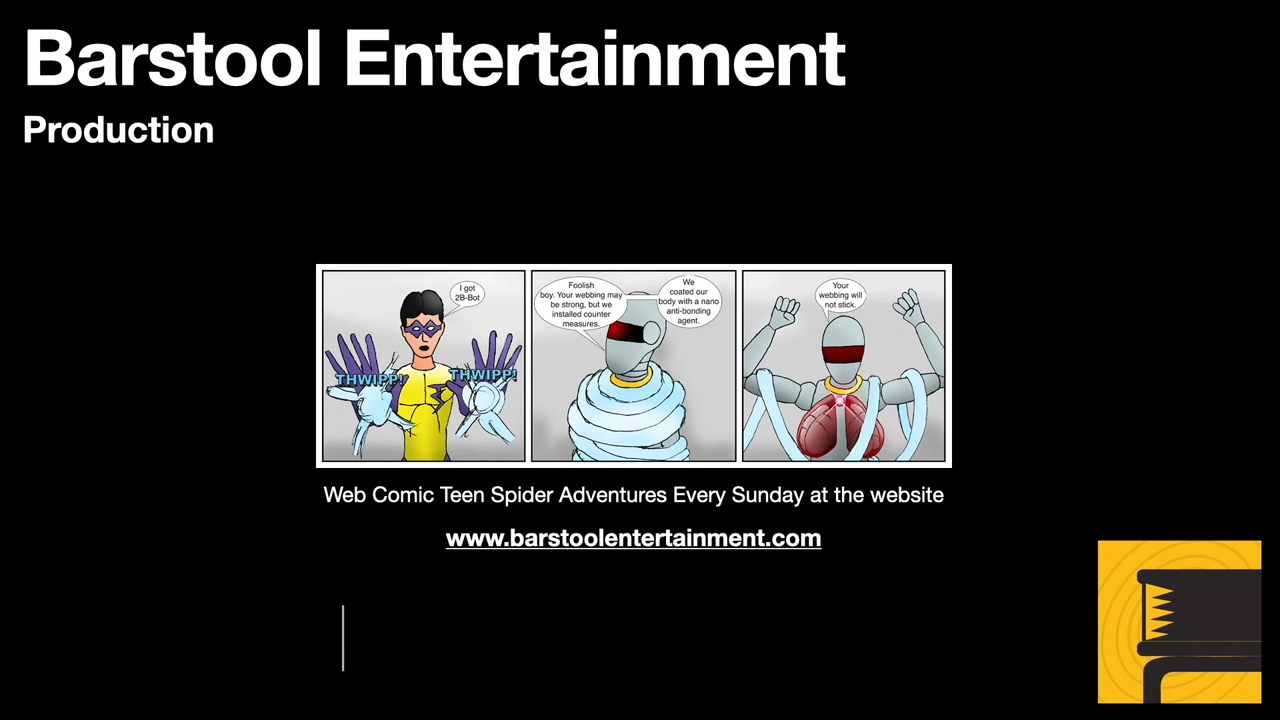 Barstool Entertainment
Production
I got
2B-Bot
THWIPP!
THWIPP!
Foolish
boy. Your webbing may
be strong, but we
installed counter
measures.
We
coated our
body with a nano
anti-bonding
agent.
Your
webbing will
not stick.
Web Comic Teen Spider Adventures Every Sunday at the website
www.barstoolentertainment.com